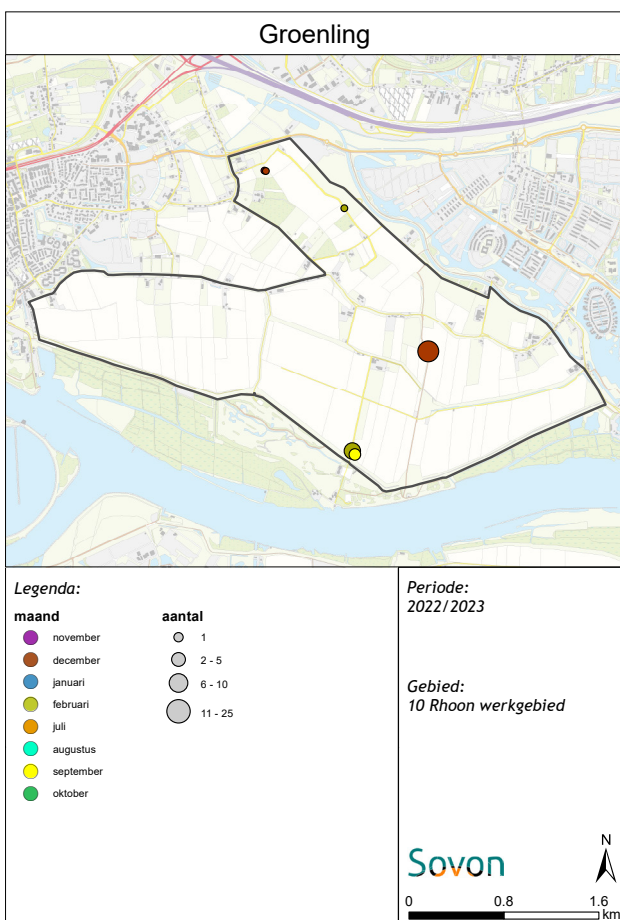 Groenling
Legenda:
maand
november
december
januari
februari
juli
augustus
september
oktober
aantal
1
2 - 5
6 - 10
11 - 25
Periode:
2022/2023
Gebied:
10 Rhoon werkgebied
Sovon
N
0 0.8 1.6
km